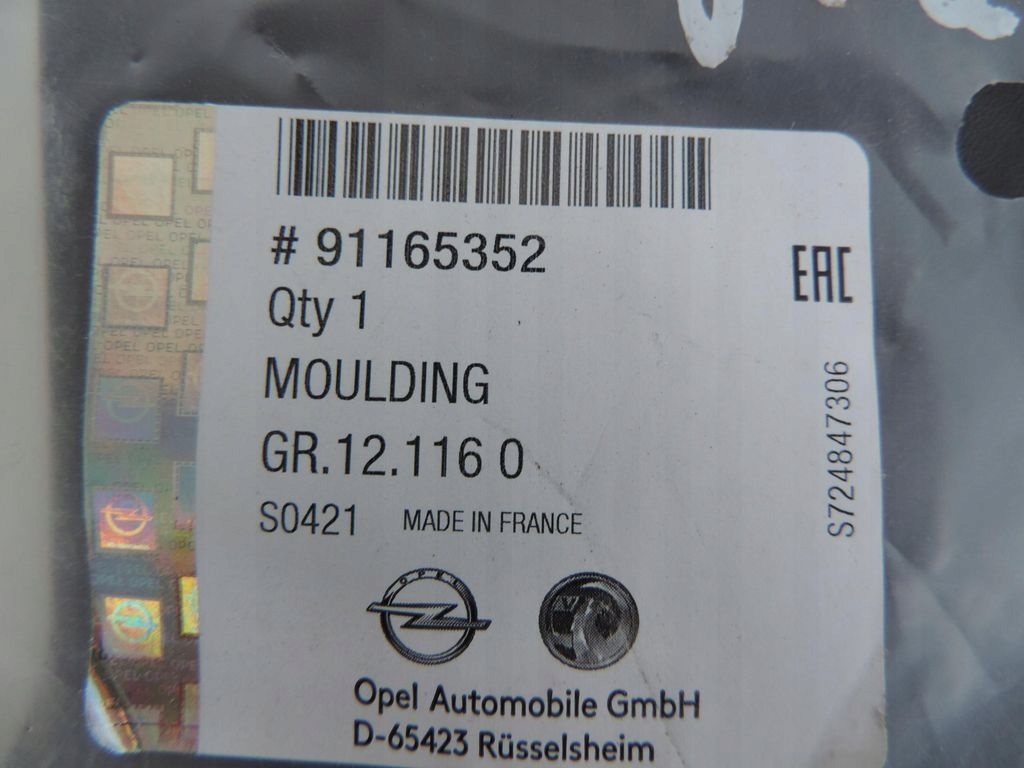 # 91165352
Qty 1
MOULDING
GR.12.116 0
S0421 MADE IN FRANCE
EAC
S724847306
OPEL
Opel Automobile GmbH
D-65423 Rüsselsheim